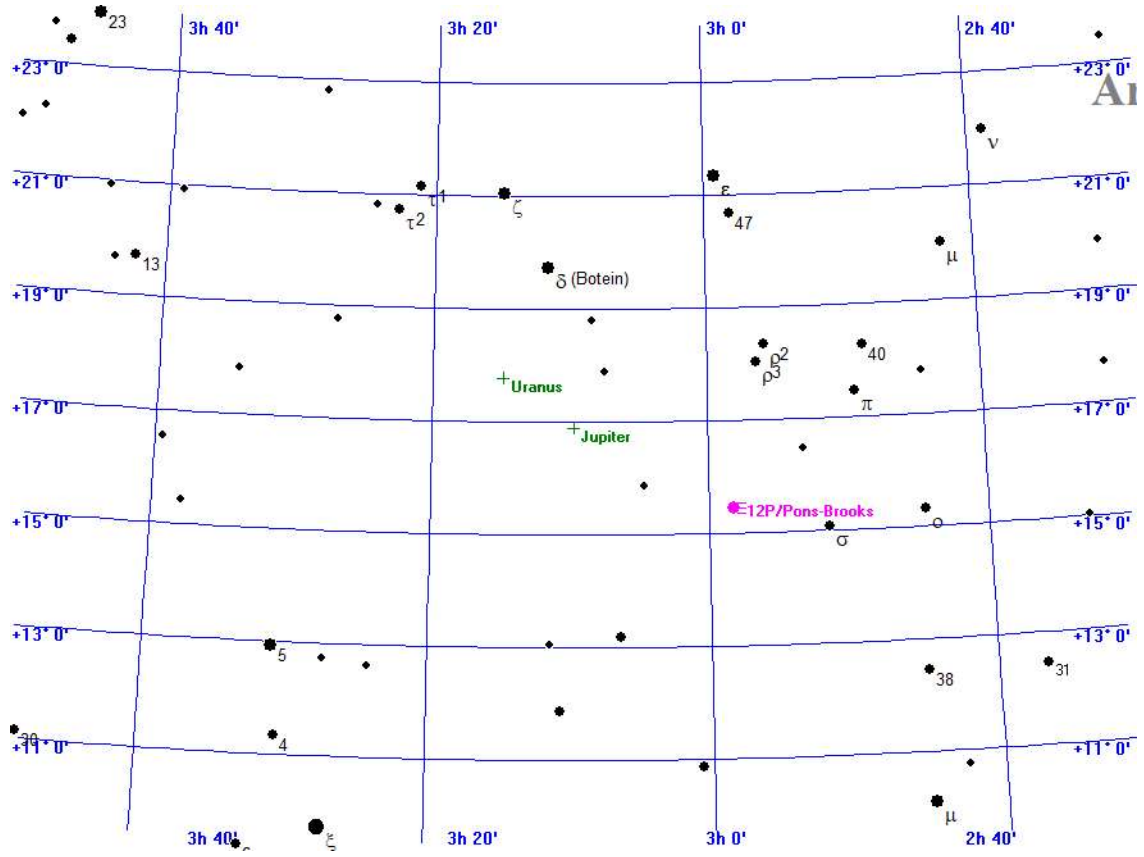 23
3h 40'
3h 20'
3h 0'
2h 40'
+23° 0'
+23° 0'
Ar
ν
+21° 0'
τ1
τ2
ζ
ε
47
+21° 0'
13
δ (Botein)
μ
+19° 0'
+19° 0'
ρ2
ρ3
40
Uranus
π
+17° 0'
+17° 0'
Jupiter
12P/Pons-Brooks
+15° 0'
σ
ο
+15° 0'
+13° 0'
5
+13° 0'
38
31
30
+11° 0'
4
+11° 0'
μ
3h 40'
ξ
3h 20'
3h 0'
2h 40'